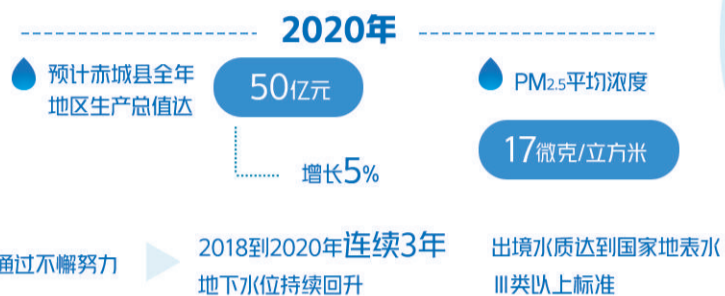 2020年
预计赤城县全年
地区生产总值达
50亿元
增长5%
PM2.5平均浓度
17微克/立方米
通过不懈努力
2018到2020年连续3年
地下水位持续回升
出境水质达到国家地表水
Ⅲ类以上标准